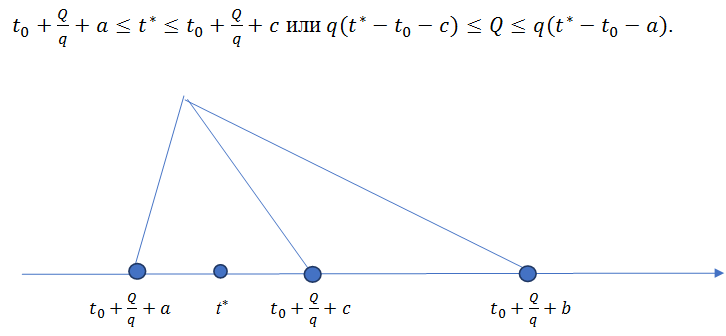 t₀ + Q/q + a ≤ t* ≤ t₀ + Q/q + c или q(t* − t₀ − c) ≤ Q ≤ q(t* − t₀ − a).
t₀ + Q/q + a t* t₀ + Q/q + c t₀ + Q/q + b